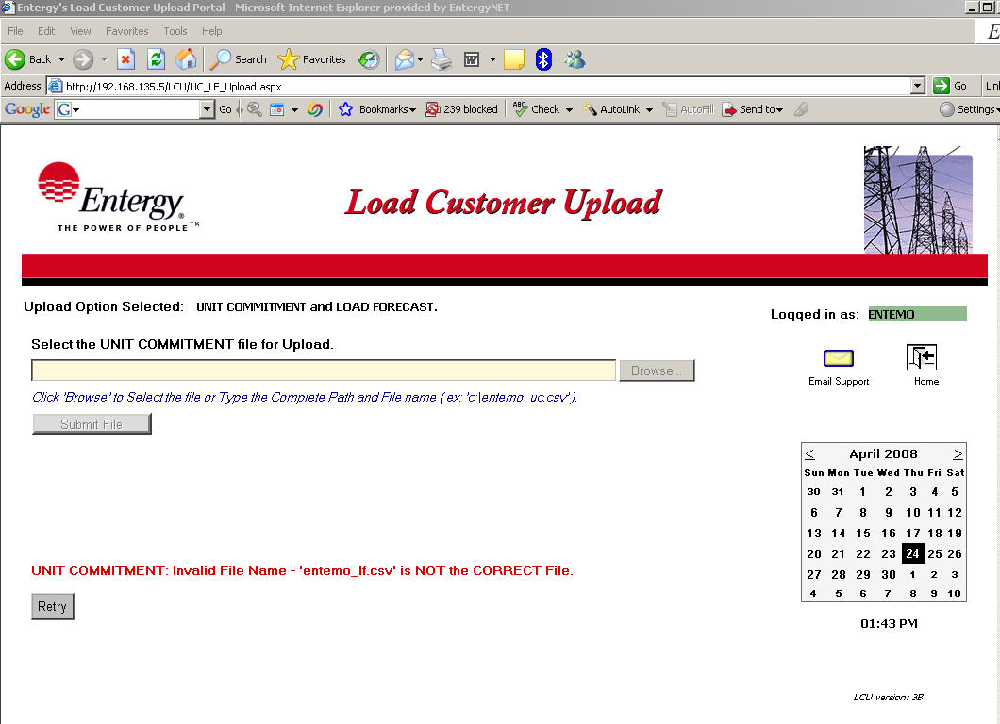 Entergy's Load Customer Upload Portal - Microsoft Internet Explorer provided by EntergyNET
File Edit View Favorites Tools Help
Back Search Favorites
Address http://192.168.135.5/LCU/UC_LF_Upload.aspx Go
Google G Go Bookmarks 239 blocked ABC Check AutoLink AutoFill Send to Settings
Entergy®
THE POWER OF PEOPLE™
Load Customer Upload
Upload Option Selected: UNIT COMMITMENT and LOAD FORECAST.
Logged in as: ENTEMO
Select the UNIT COMMITMENT file for Upload.
Browse...
Email Support Home
Click 'Browse' to Select the file or Type the Complete Path and File name ( ex: 'c:\entemo_uc.csv' ).
Submit File
< April 2008 >
Sun Mon Tue Wed Thu Fri Sat
30 31 1 2 3 4 5
6 7 8 9 10 11 12
13 14 15 16 17 18 19
20 21 22 23 24 25 26
27 28 29 30 1 2 3
4 5 6 7 8 9 10
UNIT COMMITMENT: Invalid File Name - 'entemo_lf.csv' is NOT the CORRECT File.
Retry
01:43 PM
LCU version: 3B